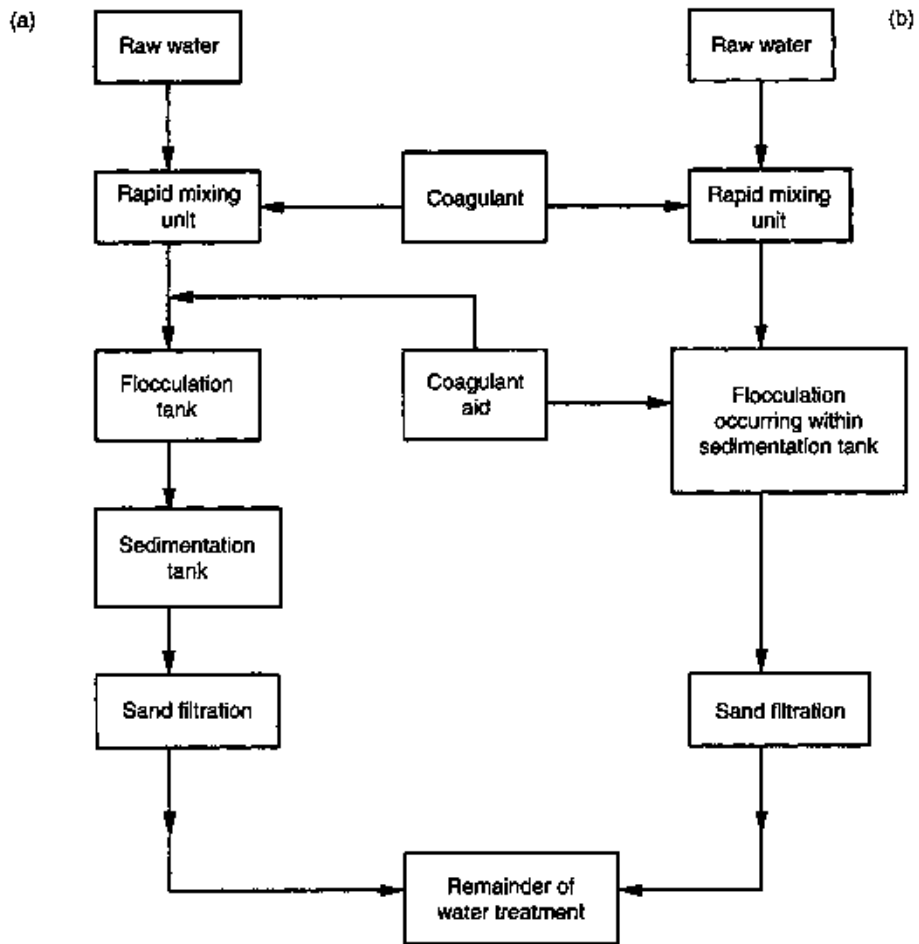 (a)
(b)
Raw water
Raw water
Rapid mixing
unit
Coagulant
Rapid mixing
unit
Flocculation
tank
Coagulant
aid
Flocculation
occurring within
sedimentation tank
Sedimentation
tank
Sand filtration
Sand filtration
Remainder of
water treatment